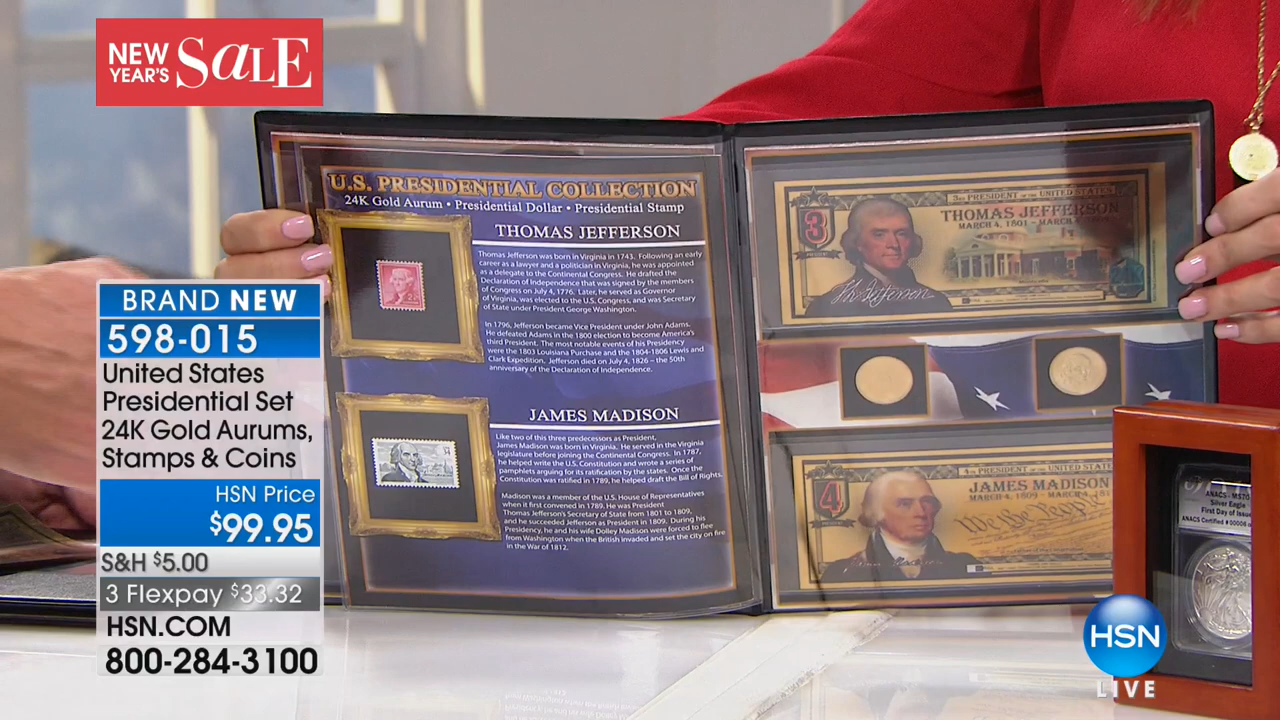 NEW
YEAR'S
SALE
BRAND NEW
598-015
United States
Presidential Set
24K Gold Aurums,
Stamps & Coins
HSN Price
$99.95
S&H $5.00
3 Flexpay $33.32
HSN.COM
800-284-3100
U.S. PRESIDENTIAL COLLECTION
24K Gold Aurum • Presidential Dollar • Presidential Stamp
THOMAS JEFFERSON
Thomas Jefferson was born in Virginia in 1743. Following an early
career as a lawyer and a politician in Virginia, he was appointed
as a delegate to the Continental Congress. He drafted the
Declaration of Independence that was signed by the members
of Congress on July 4, 1776. Later, he served as Governor
of Virginia, was elected to the U.S. Congress, and was Secretary
of State under President George Washington.
In 1796, Jefferson became Vice President under John Adams.
He defeated Adams in the 1800 election to become America's
third President. The most notable events of his Presidency
were the 1803 Louisiana Purchase and the 1804-1806 Lewis and
Clark Expedition. Jefferson died on July 4, 1826 – the 50th
anniversary of the Declaration of Independence.
JAMES MADISON
Like two of this three predecessors as President,
James Madison was born in Virginia. He served in the Virginia
legislature before joining the Continental Congress. In 1787,
he helped write the U.S. Constitution and wrote a series of
pamphlets arguing for its ratification by the states. Once the
Constitution was ratified in 1789, he helped draft the Bill of Rights.
Madison was a member of the U.S. House of Representatives
when it first convened in 1789. He was President
Thomas Jefferson's Secretary of State from 1801 to 1809,
and he succeeded Jefferson as President in 1809. During his
Presidency, he and his wife Dolley Madison were forced to flee
from Washington when the British invaded and set the city on fire
in the War of 1812.
3
3RD PRESIDENT OF THE UNITED STATES
THOMAS JEFFERSON
MARCH 4, 1801 -
Th Jefferson
4
4TH PRESIDENT OF THE UNITED STATE
JAMES MADISON
MARCH 4, 1809 - MARCH 4, 181
We the People
ANACS - MS70
Silver Eagle
First Day of Issue
ANACS Certified
HSN
LIVE